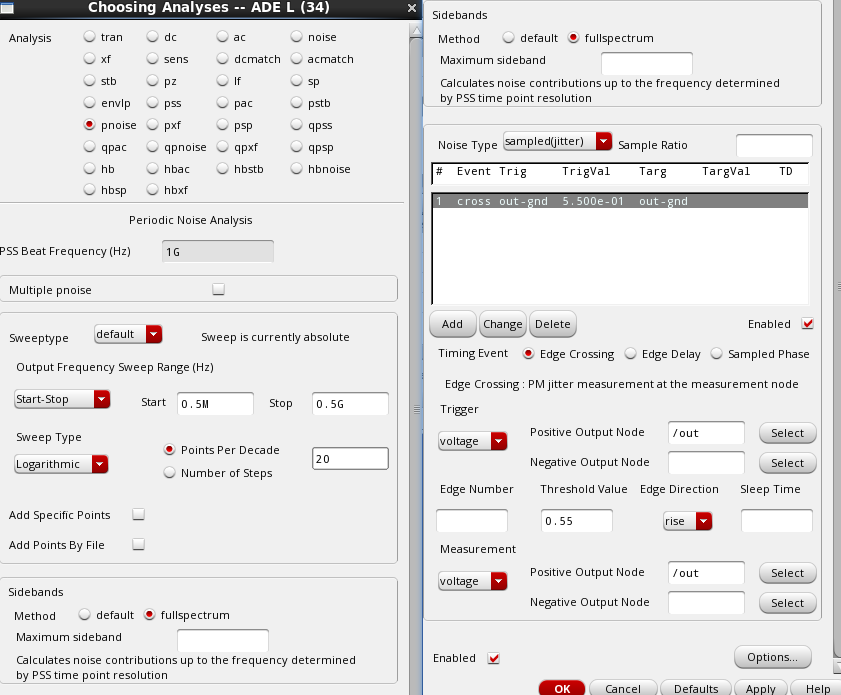 Choosing Analyses -- ADE L (34)
Analysis
tran dc ac noise
xf sens dcmatch acmatch
stb pz lf sp
envlp pss pac pstb
pnoise pxf psp qpss
qpac qpnoise qpxf qpsp
hb hbac hbstb hbnoise
hbsp hbxf
Periodic Noise Analysis
PSS Beat Frequency (Hz) 1G
Multiple pnoise
Sweeptype default Sweep is currently absolute
Output Frequency Sweep Range (Hz)
Start-Stop Start 0.5M Stop 0.5G
Sweep Type
Logarithmic
Points Per Decade
Number of Steps
20
Add Specific Points
Add Points By File
Sidebands
Method default fullspectrum
Maximum sideband
Calculates noise contributions up to the frequency determined
by PSS time point resolution
Sidebands
Method default fullspectrum
Maximum sideband
Calculates noise contributions up to the frequency determined
by PSS time point resolution
Noise Type sampled(jitter) Sample Ratio
# Event Trig TrigVal Targ TargVal TD
1 cross out-gnd 5.500e-01 out-gnd
Add Change Delete Enabled
Timing Event Edge Crossing Edge Delay Sampled Phase
Edge Crossing : PM jitter measurement at the measurement node
Trigger
voltage Positive Output Node /out Select
Negative Output Node Select
Edge Number Threshold Value Edge Direction Sleep Time
0.55 rise
Measurement
voltage Positive Output Node /out Select
Negative Output Node Select
Enabled Options...
OK Cancel Defaults Apply Help